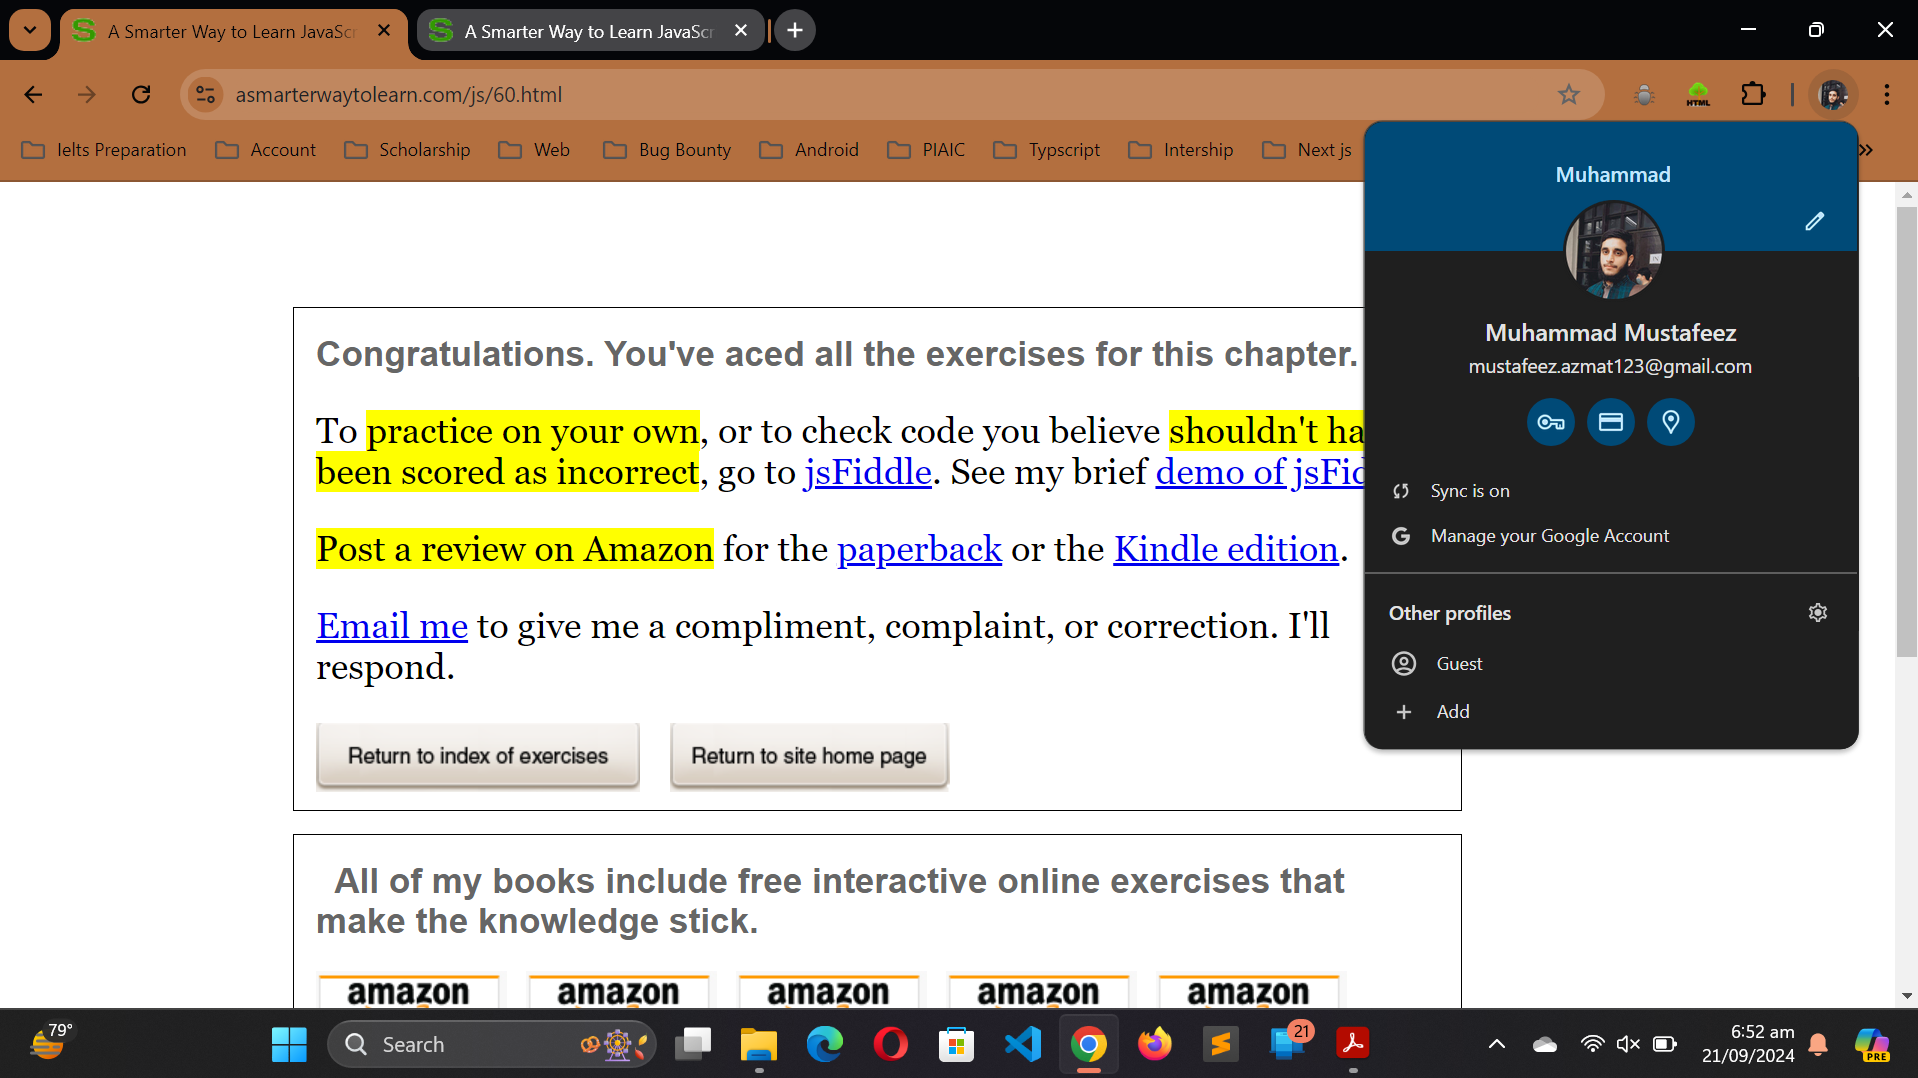 A Smarter Way to Learn JavaScr
A Smarter Way to Learn JavaScr
asmarterwaytolearn.com/js/60.html
HTML
Ielts Preparation
Account
Scholarship
Web
Bug Bounty
Android
PIAIC
Typscript
Intership
Next js
Muhammad
Muhammad Mustafeez
mustafeez.azmat123@gmail.com
Sync is on
Manage your Google Account
Other profiles
Guest
Add
Congratulations. You've aced all the exercises for this chapter.
To practice on your own, or to check code you believe shouldn't ha
been scored as incorrect, go to jsFiddle. See my brief demo of jsFid
Post a review on Amazon for the paperback or the Kindle edition.
Email me to give me a compliment, complaint, or correction. I'll
respond.
Return to index of exercises
Return to site home page
All of my books include free interactive online exercises that
make the knowledge stick.
amazon
amazon
amazon
amazon
amazon
79°
Search
21
6:52 am
21/09/2024
PRE